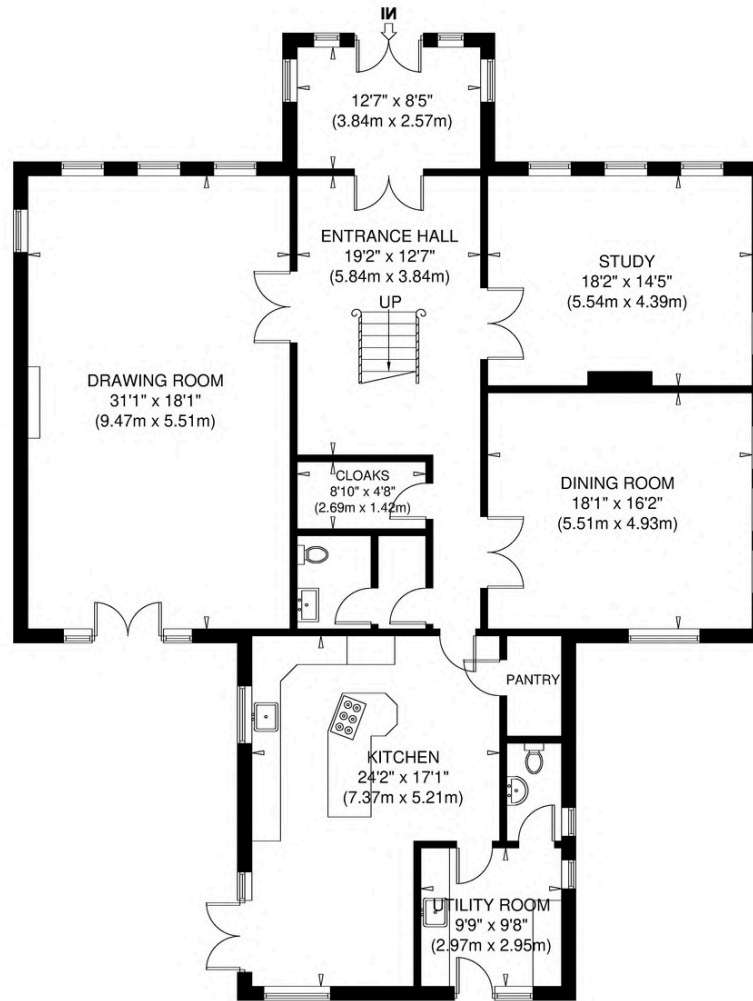 IN
12'7" x 8'5"
(3.84m x 2.57m)
ENTRANCE HALL
19'2" x 12'7"
(5.84m x 3.84m)
UP
STUDY
18'2" x 14'5"
(5.54m x 4.39m)
DRAWING ROOM
31'1" x 18'1"
(9.47m x 5.51m)
CLOAKS
8'10" x 4'8"
(2.69m x 1.42m)
DINING ROOM
18'1" x 16'2"
(5.51m x 4.93m)
PANTRY
KITCHEN
24'2" x 17'1"
(7.37m x 5.21m)
UTILITY ROOM
9'9" x 9'8"
(2.97m x 2.95m)